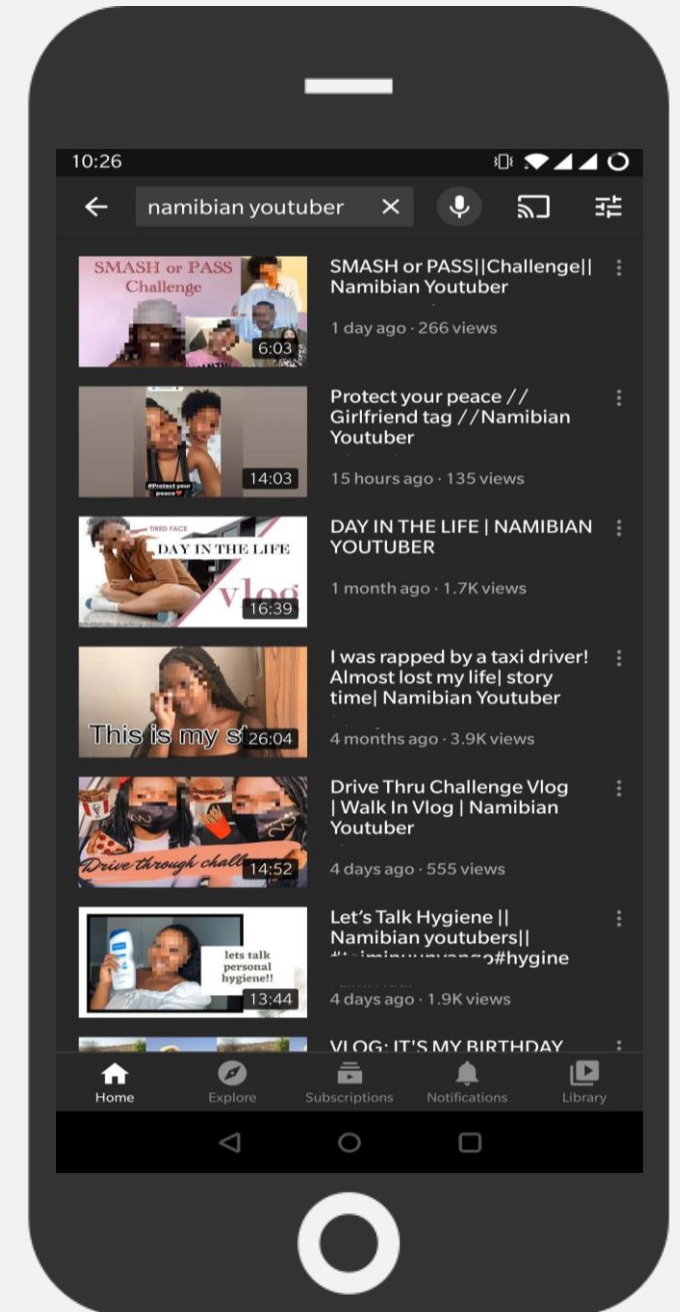 10:26
namibian youtuber
SMASH or PASS
Challenge
6:03
SMASH or PASS||Challenge||
Namibian Youtuber
1 day ago · 266 views
#Protect your
peace
14:03
Protect your peace //
Girlfriend tag //Namibian
Youtuber
15 hours ago · 135 views
TIRED FACE
DAY IN THE LIFE
vlog
16:39
DAY IN THE LIFE | NAMIBIAN
YOUTUBER
1 month ago · 1.7K views
This is my s
26:04
I was rapped by a taxi driver!
Almost lost my life| story
time| Namibian Youtuber
4 months ago · 3.9K views
Drive through challe
14:52
Drive Thru Challenge Vlog
| Walk In Vlog | Namibian
Youtuber
4 days ago · 555 views
lets talk
personal
hygiene!!
13:44
Let's Talk Hygiene ||
Namibian youtubers||
#hygine
4 days ago · 1.9K views
VLOG: IT'S MY BIRTHDAY
Home
Explore
Subscriptions
Notifications
Library